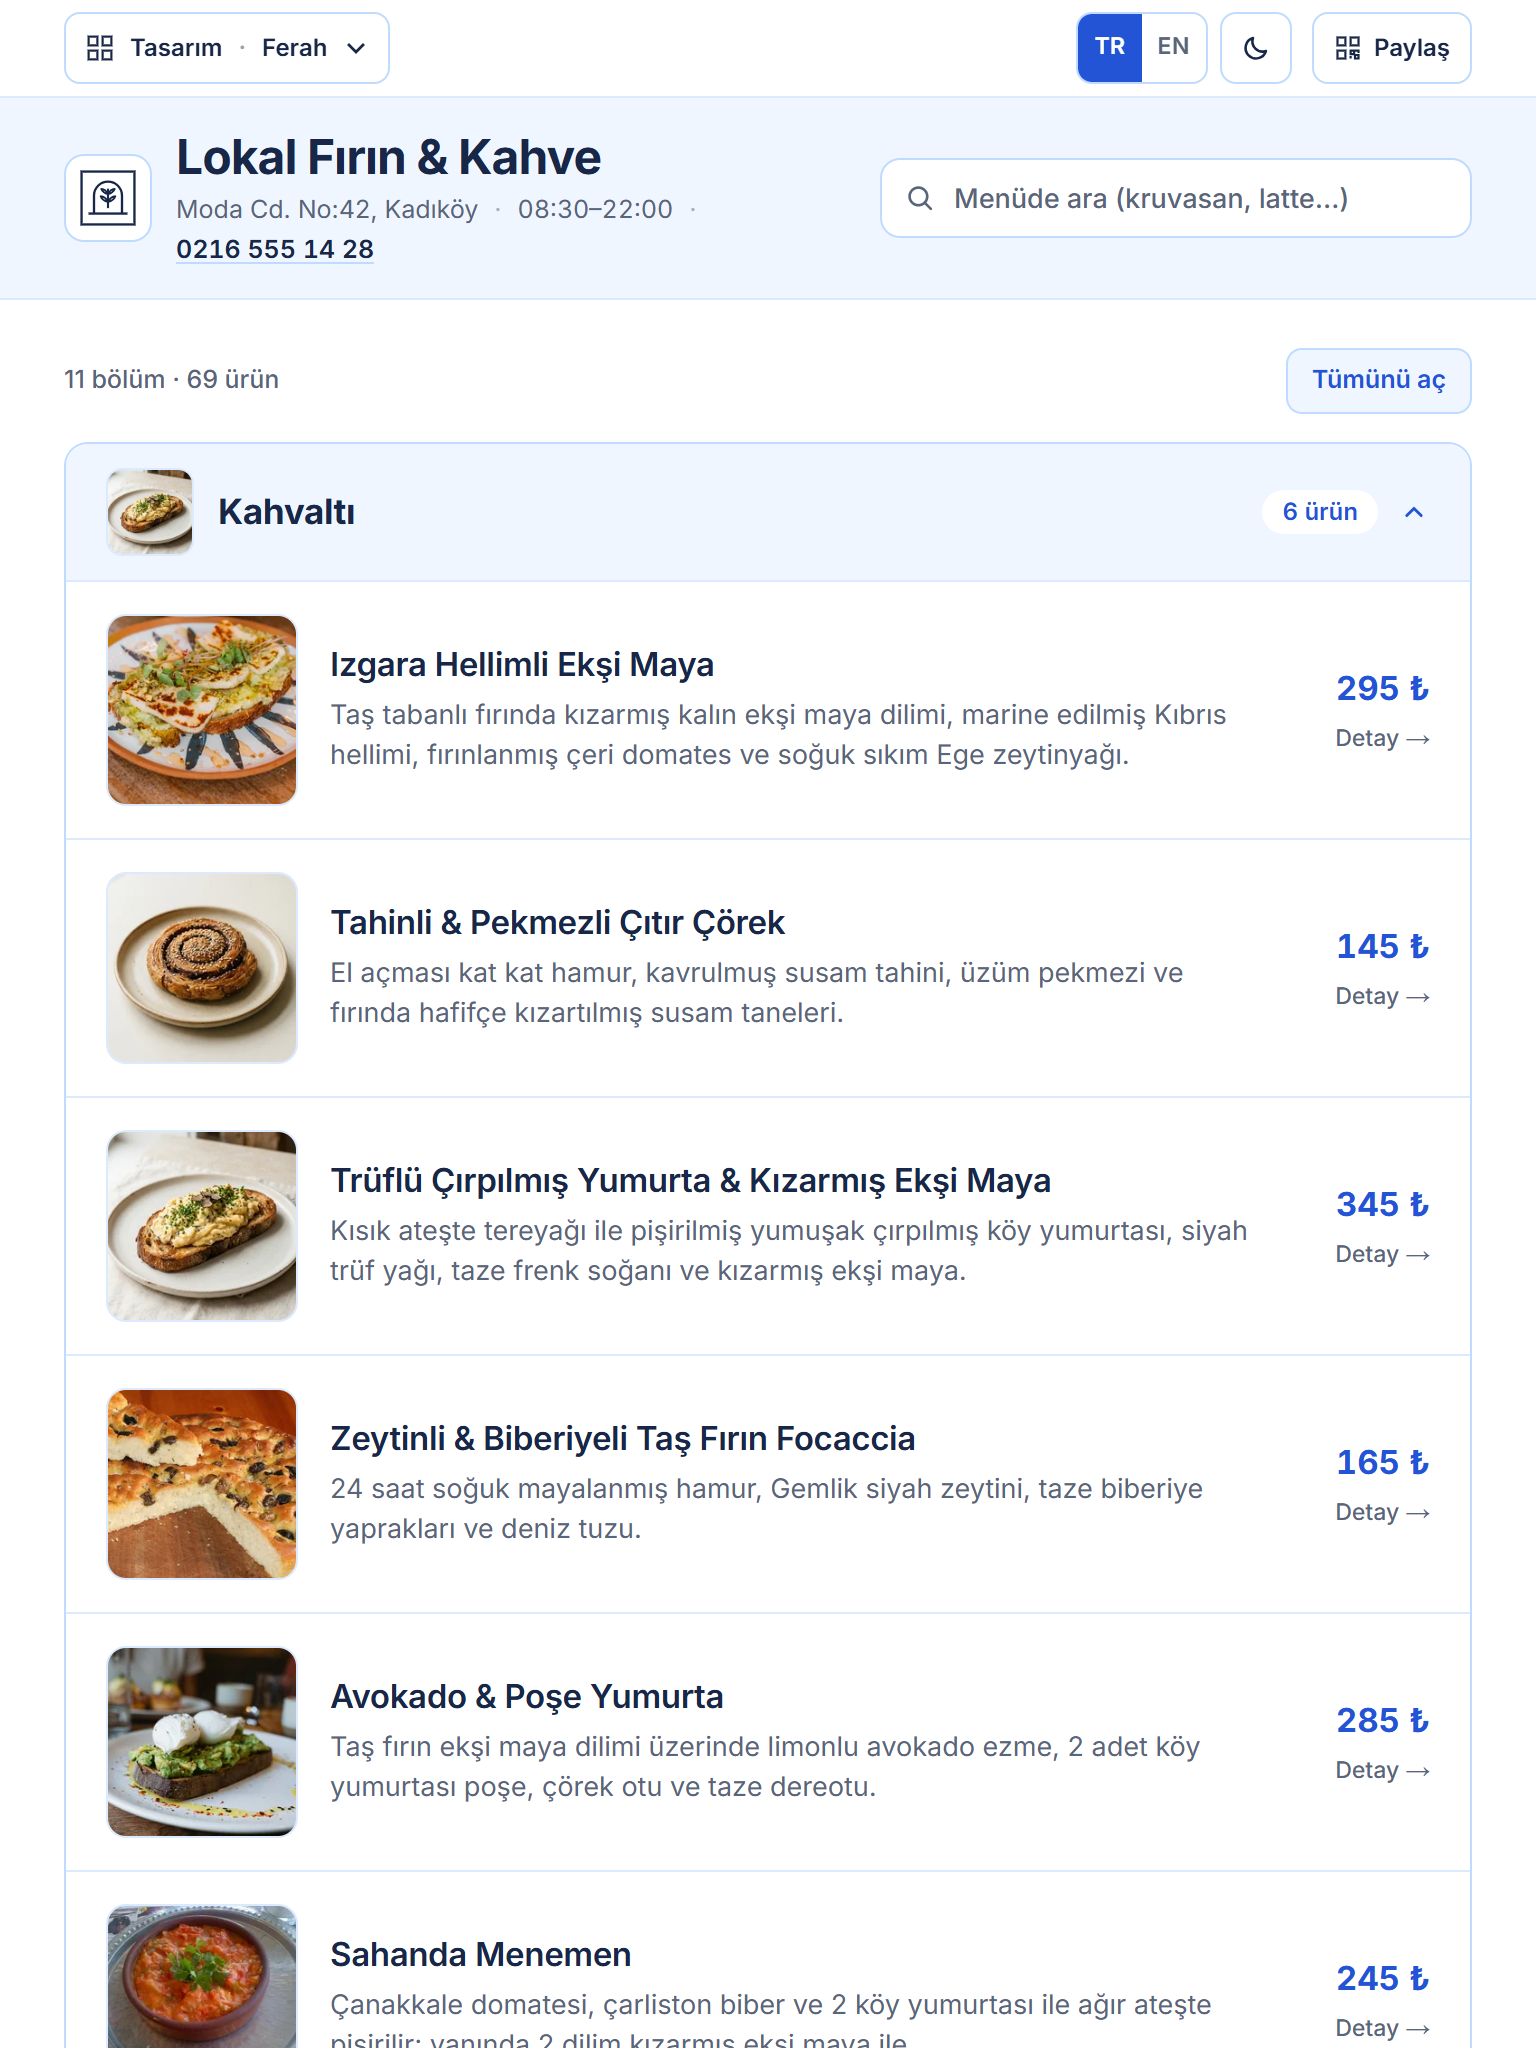 Tasarım · Ferah
TR EN
Paylaş
Lokal Fırın & Kahve
Moda Cd. No:42, Kadıköy · 08:30–22:00 ·
0216 555 14 28
Menüde ara (kruvasan, latte...)
11 bölüm · 69 ürün
Tümünü aç
Kahvaltı
6 ürün
Izgara Hellimli Ekşi Maya
Taş tabanlı fırında kızarmış kalın ekşi maya dilimi, marine edilmiş Kıbrıs
hellimi, fırınlanmış çeri domates ve soğuk sıkım Ege zeytinyağı.
295 ₺
Detay →
Tahinli & Pekmezli Çıtır Çörek
El açması kat kat hamur, kavrulmuş susam tahini, üzüm pekmezi ve
fırında hafifçe kızartılmış susam taneleri.
145 ₺
Detay →
Trüflü Çırpılmış Yumurta & Kızarmış Ekşi Maya
Kısık ateşte tereyağı ile pişirilmiş yumuşak çırpılmış köy yumurtası, siyah
trüf yağı, taze frenk soğanı ve kızarmış ekşi maya.
345 ₺
Detay →
Zeytinli & Biberiyeli Taş Fırın Focaccia
24 saat soğuk mayalanmış hamur, Gemlik siyah zeytini, taze biberiye
yaprakları ve deniz tuzu.
165 ₺
Detay →
Avokado & Poşe Yumurta
Taş fırın ekşi maya dilimi üzerinde limonlu avokado ezme, 2 adet köy
yumurtası poşe, çörek otu ve taze dereotu.
285 ₺
Detay →
Sahanda Menemen
Çanakkale domatesi, çarliston biber ve 2 köy yumurtası ile ağır ateşte
pişirilir; yanında 2 dilim kızarmış ekşi maya ile
245 ₺
Detay →